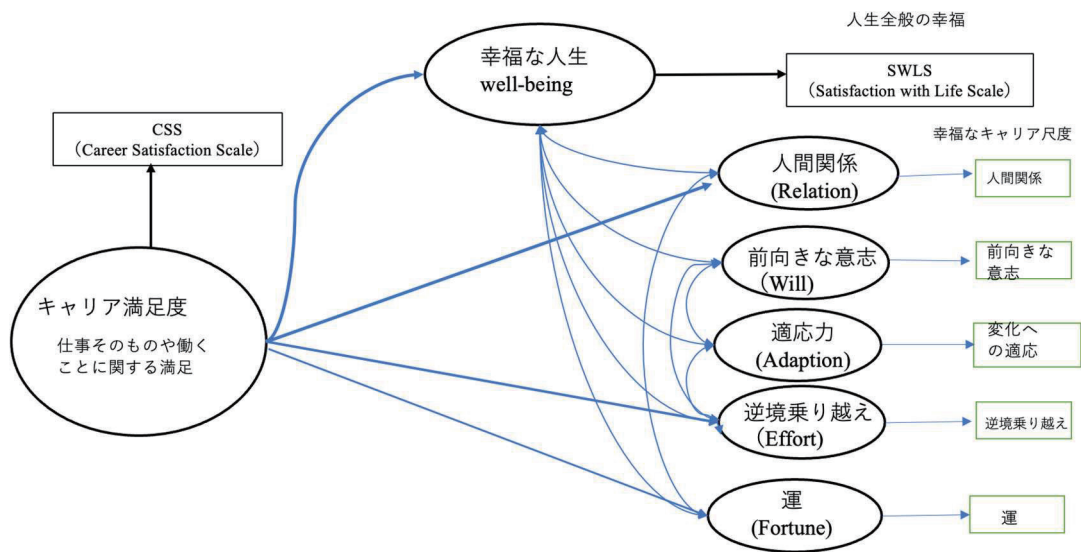 人生全般の幸福
幸福な人生
well-being
SWLS
（Satisfaction with Life Scale）
CSS
（Career Satisfaction Scale）
幸福なキャリア尺度
人間関係
(Relation)
人間関係
前向きな意志
（Will)
前向きな
意志
キャリア満足度
仕事そのものや働く
ことに関する満足
適応力
(Adaption)
変化へ
の適応
逆境乗り越え
（Effort)
逆境乗り越え
運
(Fortune)
運